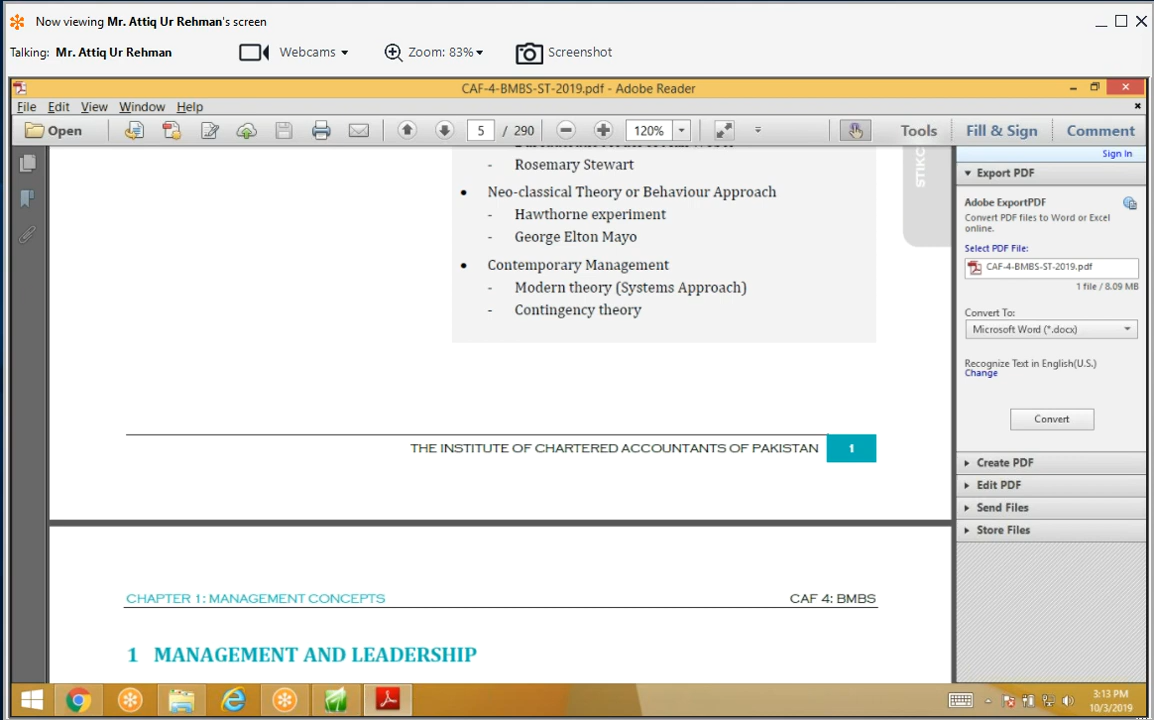 Now viewing Mr. Attiq Ur Rehman's screen
Talking: Mr. Attiq Ur Rehman Webcams Zoom: 83% Screenshot
CAF-4-BMBS-ST-2019.pdf - Adobe Reader
File Edit View Window Help
Open 5 / 290 120% Tools Fill & Sign Comment
- Rosemary Stewart
• Neo-classical Theory or Behaviour Approach
- Hawthorne experiment
- George Elton Mayo
• Contemporary Management
- Modern theory (Systems Approach)
- Contingency theory
THE INSTITUTE OF CHARTERED ACCOUNTANTS OF PAKISTAN 1
CHAPTER 1: MANAGEMENT CONCEPTS CAF 4: BMBS
1 MANAGEMENT AND LEADERSHIP
Sign In
Export PDF
Adobe ExportPDF
Convert PDF files to Word or Excel
online.
Select PDF File:
CAF-4-BMBS-ST-2019.pdf
1 file / 8.09 MB
Convert To:
Microsoft Word (*.docx)
Recognize Text in English(U.S.)
Change
Convert
Create PDF
Edit PDF
Send Files
Store Files
3:13 PM
10/3/2019